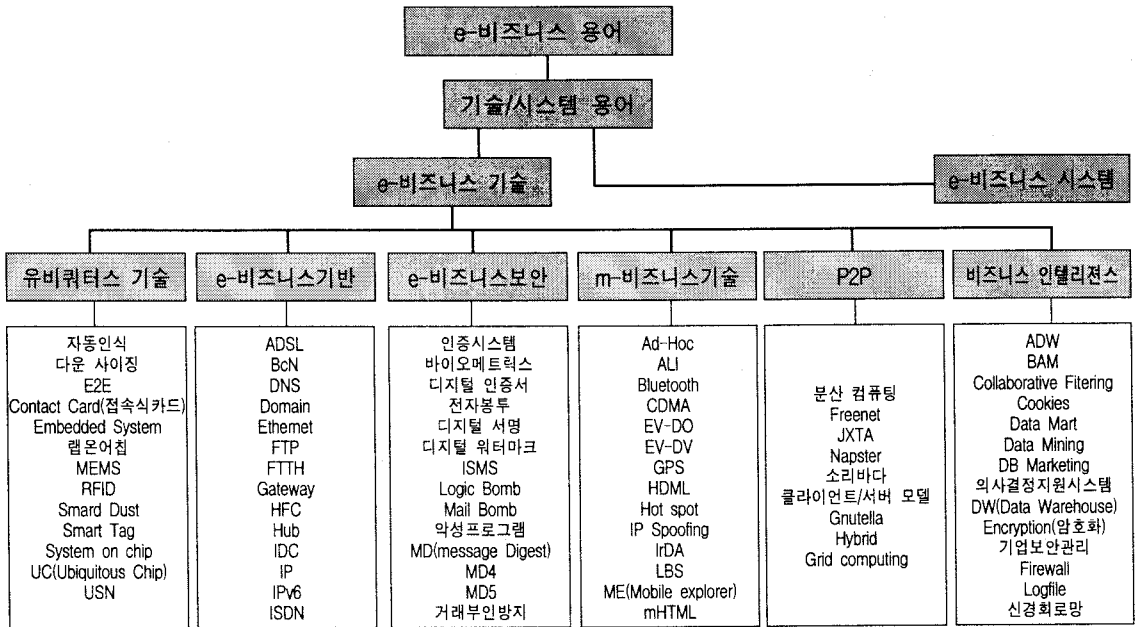 e-비즈니스 용어
기술/시스템 용어
e-비즈니스 기술
e-비즈니스 시스템
유비쿼터스 기술
자동인식
다운 사이징
E2E
Contact Card(접속식카드)
Embedded System
랩온어칩
MEMS
RFID
Smard Dust
Smart Tag
System on chip
UC(Ubiquitous Chip)
USN
e-비즈니스기반
ADSL
BcN
DNS
Domain
Ethernet
FTP
FTTH
Gateway
HFC
Hub
IDC
IP
IPv6
ISDN
e-비즈니스보안
인증시스템
바이오메트릭스
디지털 인증서
전자봉투
디지털 서명
디지털 워터마크
ISMS
Logic Bomb
Mail Bomb
악성프로그램
MD(message Digest)
MD4
MD5
거래부인방지
m-비즈니스기술
Ad-Hoc
ALI
Bluetooth
CDMA
EV-DO
EV-DV
GPS
HDML
Hot spot
IP Spoofing
IrDA
LBS
ME(Mobile explorer)
mHTML
P2P
분산 컴퓨팅
Freenet
JXTA
Napster
소리바다
클라이언트/서버 모델
Gnutella
Hybrid
Grid computing
비즈니스 인텔리젼스
ADW
BAM
Collaborative Fitering
Cookies
Data Mart
Data Mining
DB Marketing
의사결정지원시스템
DW(Data Warehouse)
Encryption(암호화)
기업보안관리
Firewall
Logfile
신경회로망